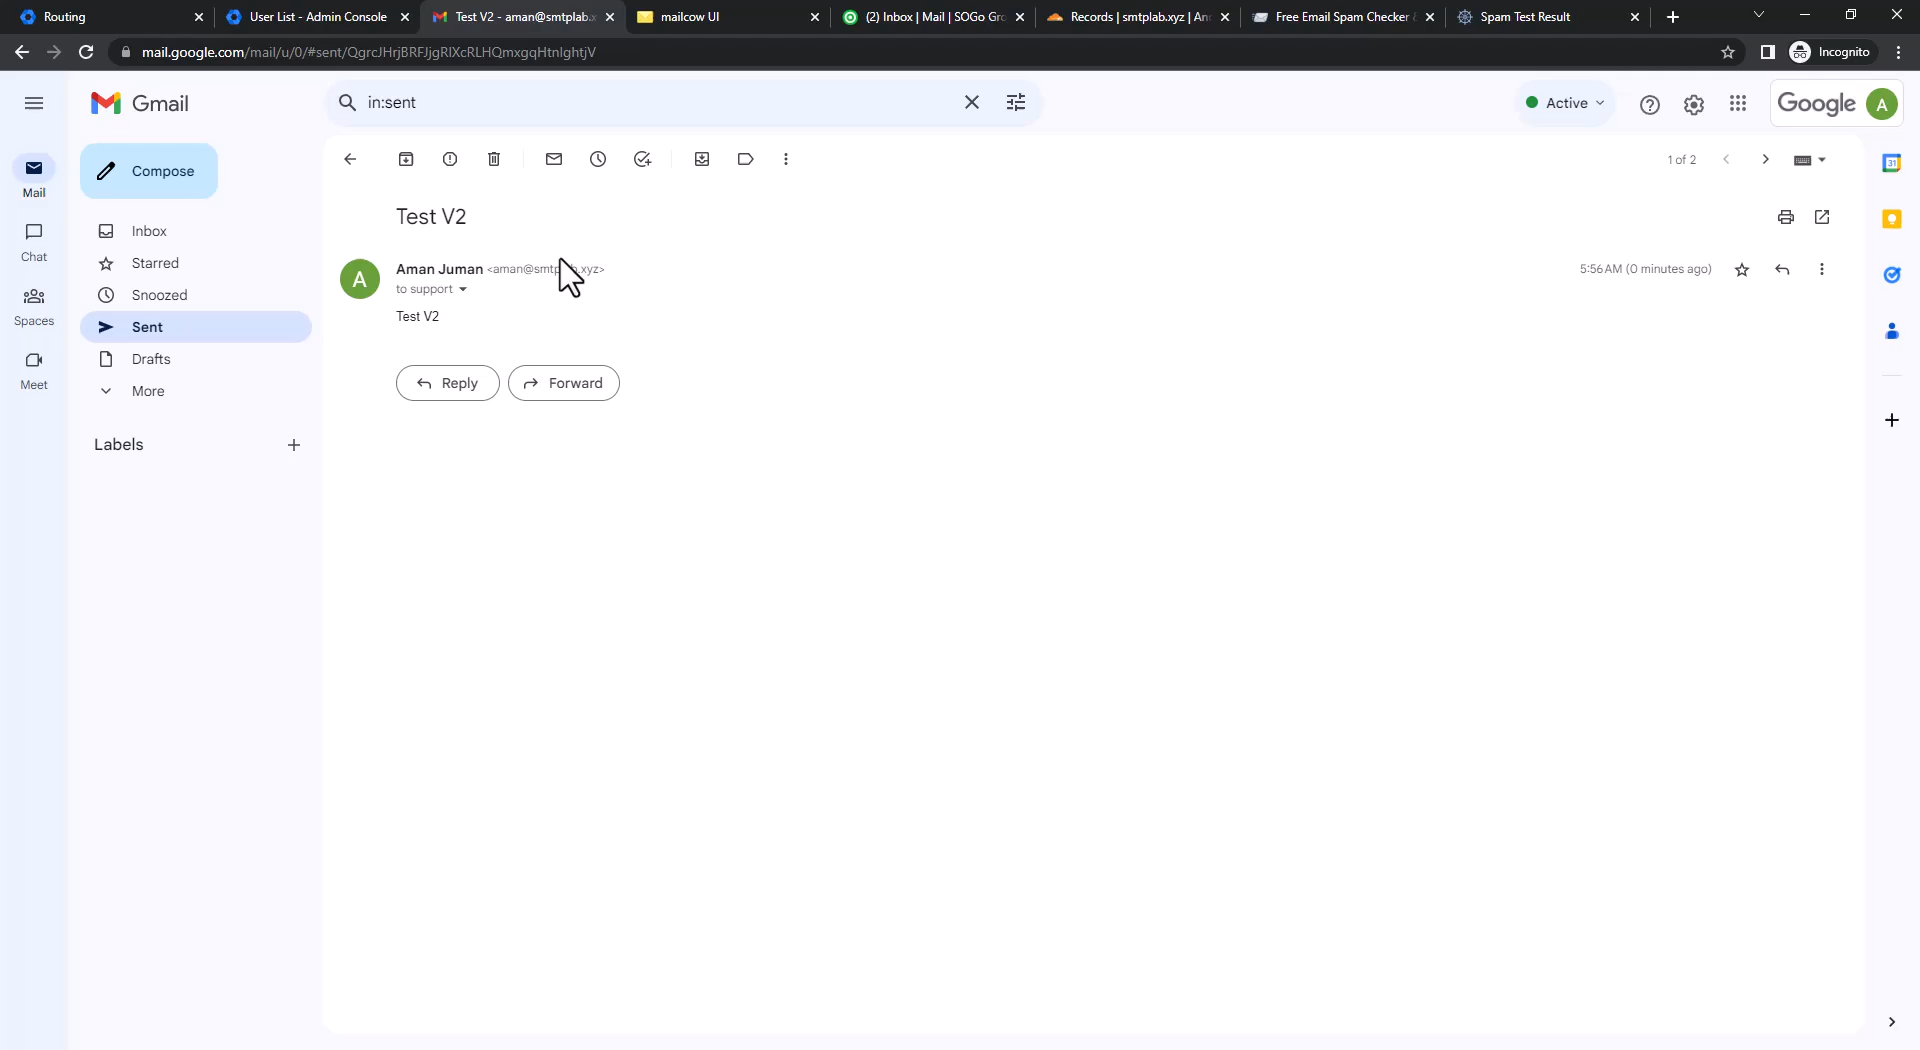 Routing
User List - Admin Console
Test V2 - aman@smtplab.x
mailcow UI
(2) Inbox | Mail | SOGo Gro
Records | smtplab.xyz | An
Free Email Spam Checker
Spam Test Result
mail.google.com/mail/u/0/#sent/QgrcJHrjBRFJjgRlXcRLHQmxgqHtnlghtjV
Incognito
Gmail
in:sent
Active
Google
A
Mail
Compose
1 of 2
31
Inbox
Test V2
Chat
Starred
A
Aman Juman
5:56 AM (0 minutes ago)
to support
Snoozed
Test V2
Spaces
Sent
Drafts
Meet
Reply
Forward
More
Labels